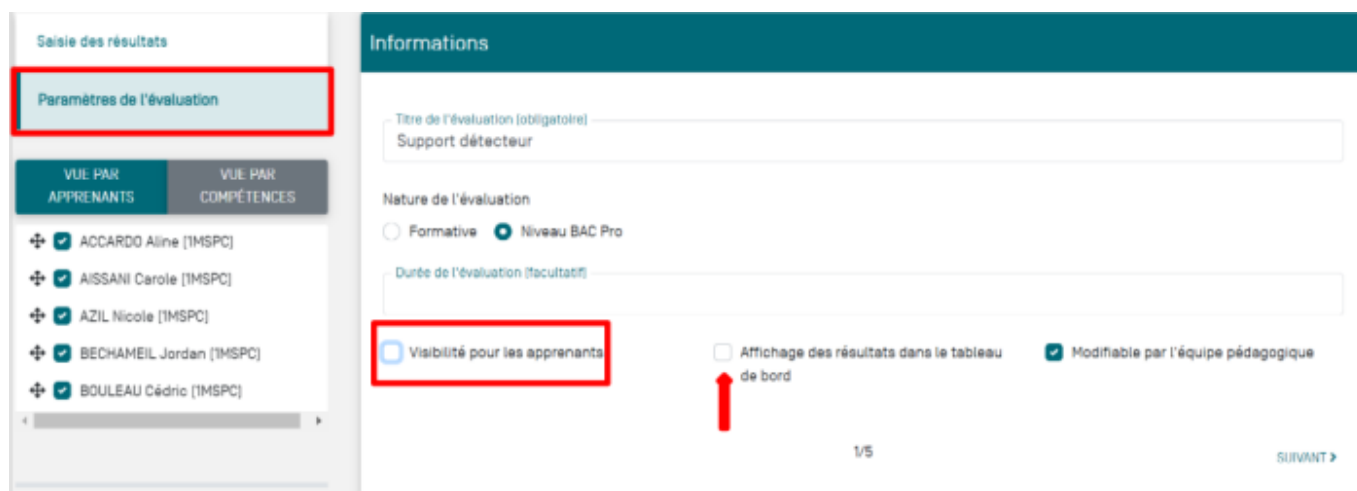 Saisie des résultats
Paramètres de l'évaluation
VUE PAR APPRENANTS
VUE PAR COMPÉTENCES
ACCARDO Aline [1MSPC]
AISSANI Carole [1MSPC]
AZIL Nicole [1MSPC]
BECHAMEIL Jordan [1MSPC]
BOULEAU Cédric [1MSPC]
Informations
Titre de l'évaluation (obligatoire)
Support détecteur
Nature de l'évaluation
Formative Niveau BAC Pro
Durée de l'évaluation (facultatif)
Visibilité pour les apprenants
Affichage des résultats dans le tableau
de bord
Modifiable par l'équipe pédagogique
1/5
SUIVANT >